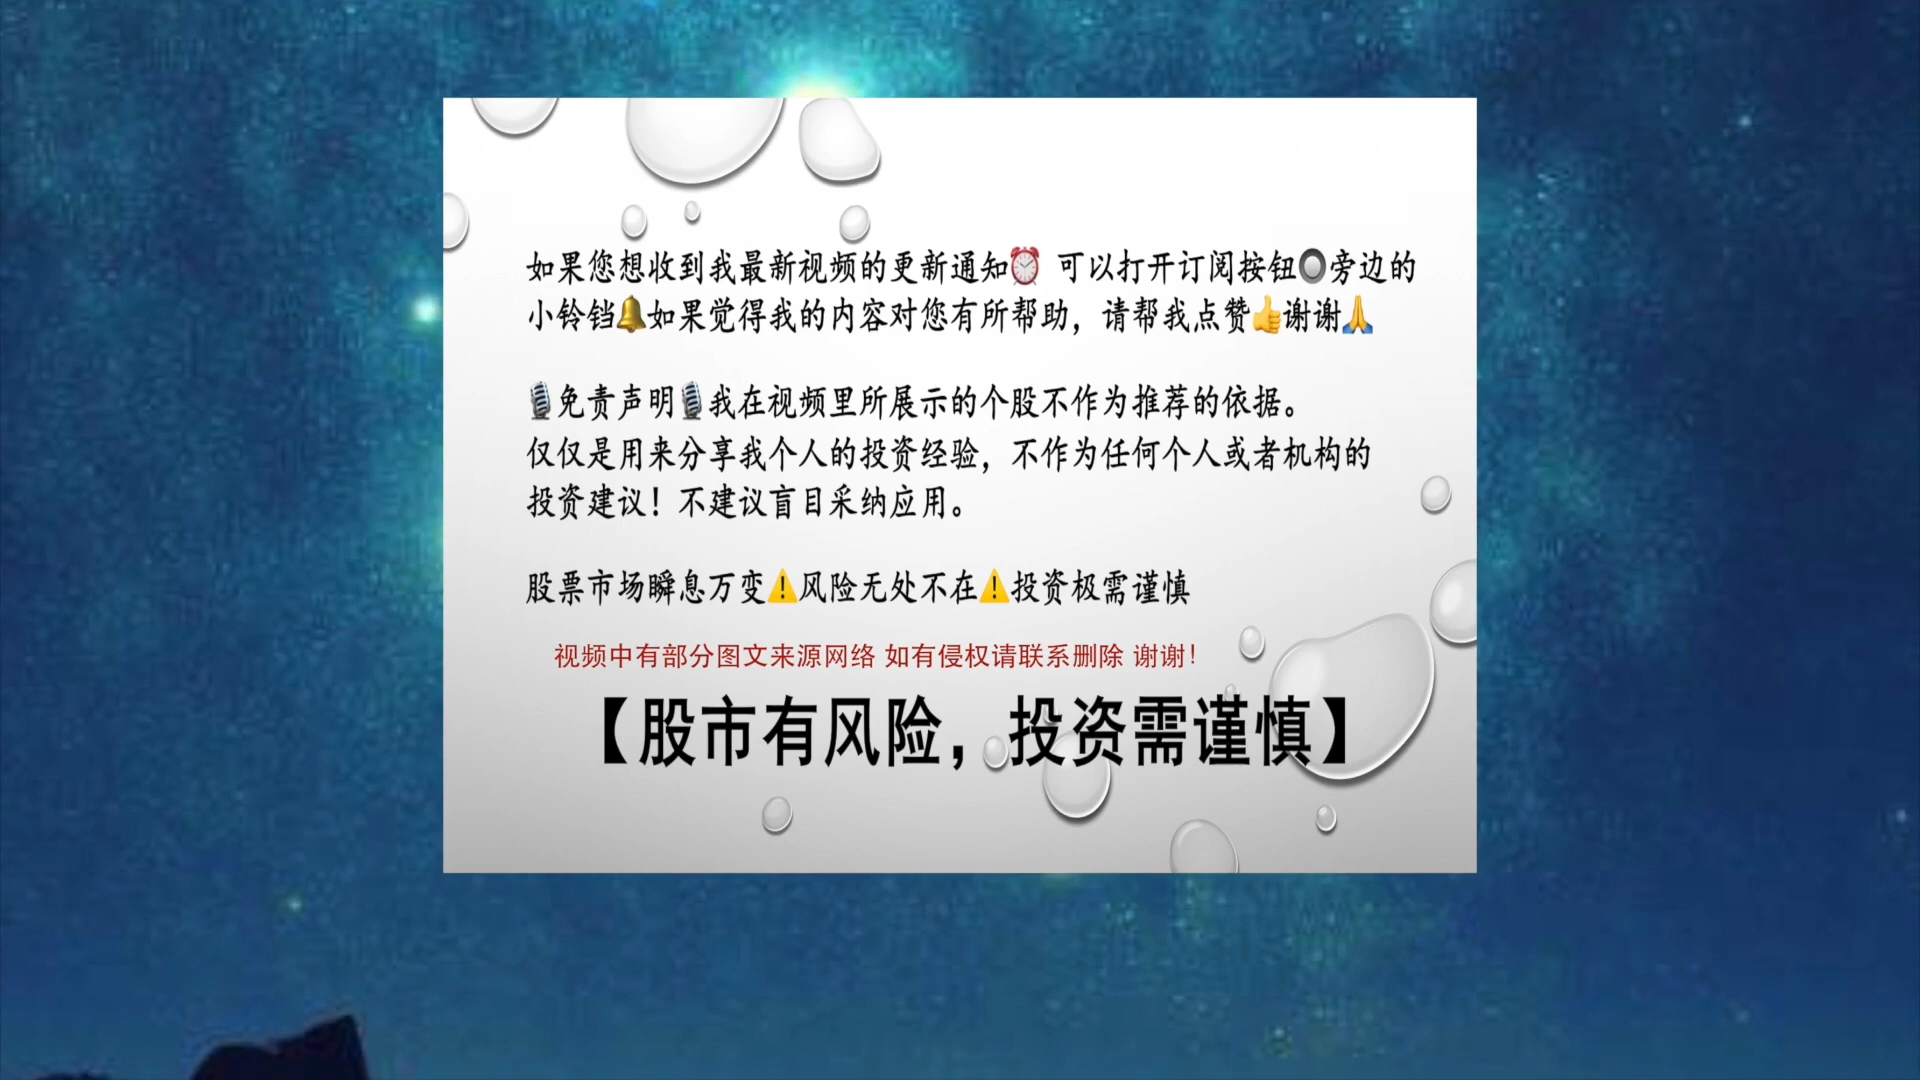 如果您想收到我最新视频的更新通知⏰ 可以打开订阅按钮🔘旁边的
小铃铛🔔如果觉得我的内容对您有所帮助，请帮我点赞👍谢谢🙏
🎙️免责声明🎙️我在视频里所展示的个股不作为推荐的依据。
仅仅是用来分享我个人的投资经验，不作为任何个人或者机构的
投资建议！不建议盲目采纳应用。
股票市场瞬息万变⚠️风险无处不在⚠️投资极需谨慎
视频中有部分图文来源网络 如有侵权请联系删除 谢谢！
【股市有风险，投资需谨慎】